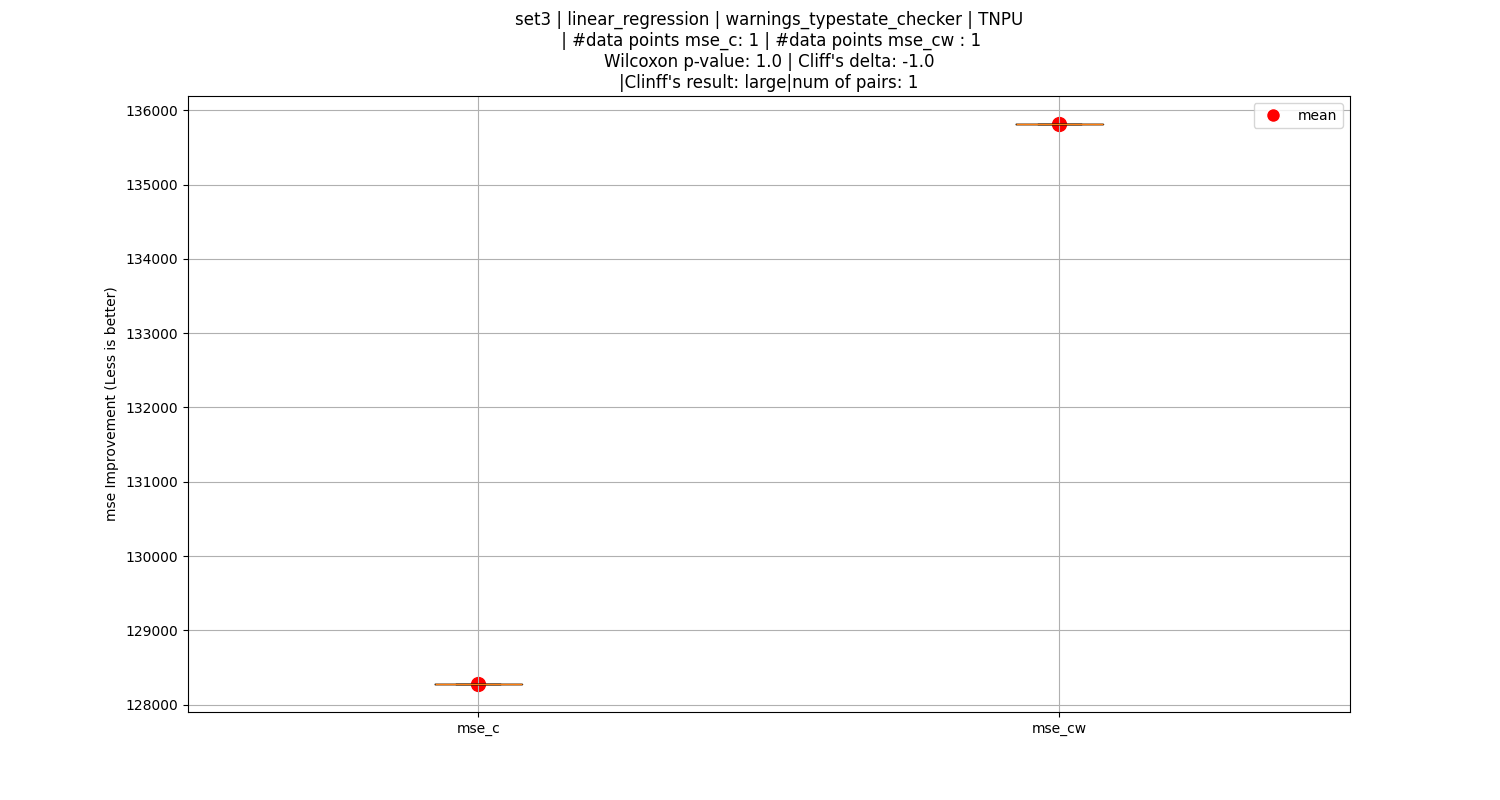 set3 | linear_regression | warnings_typestate_checker | TNPU
| #data points mse_c: 1 | #data points mse_cw : 1
Wilcoxon p-value: 1.0 | Cliff's delta: -1.0
|Clinff's result: large|num of pairs: 1
mean
mse Improvement (Less is better)
136000
135000
134000
133000
132000
131000
130000
129000
128000
mse_c
mse_cw